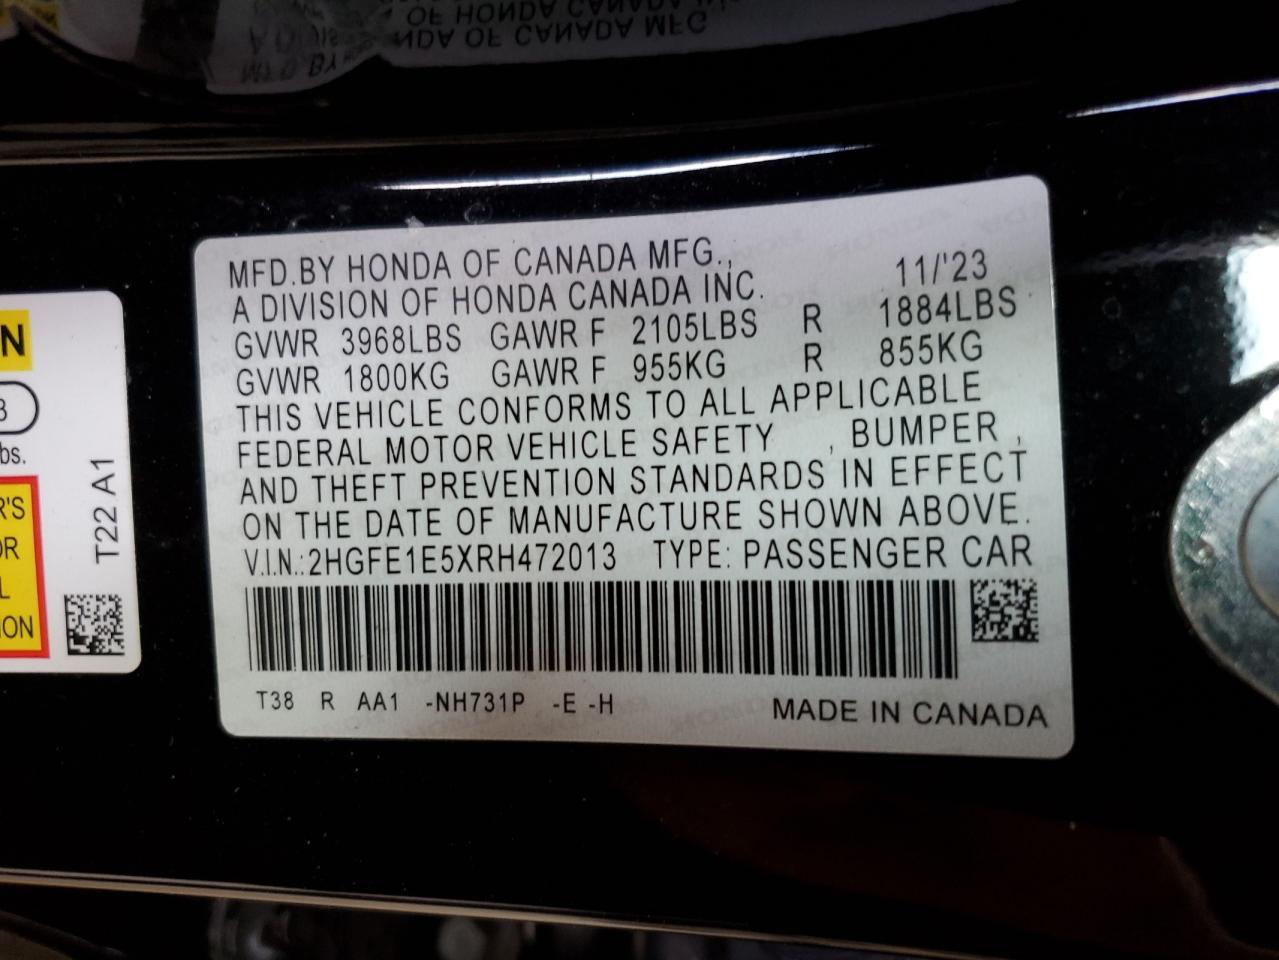 MFD.BY HONDA OF CANADA MFG.,
A DIVISION OF HONDA CANADA INC. 11/'23
GVWR 3968LBS GAWR F 2105LBS R 1884LBS
GVWR 1800KG GAWR F 955KG R 855KG
THIS VEHICLE CONFORMS TO ALL APPLICABLE
FEDERAL MOTOR VEHICLE SAFETY , BUMPER ,
AND THEFT PREVENTION STANDARDS IN EFFECT
ON THE DATE OF MANUFACTURE SHOWN ABOVE.
V.I.N.:2HGFE1E5XRH472013 TYPE: PASSENGER CAR
T38 R AA1 -NH731P -E -H MADE IN CANADA
T22 A1